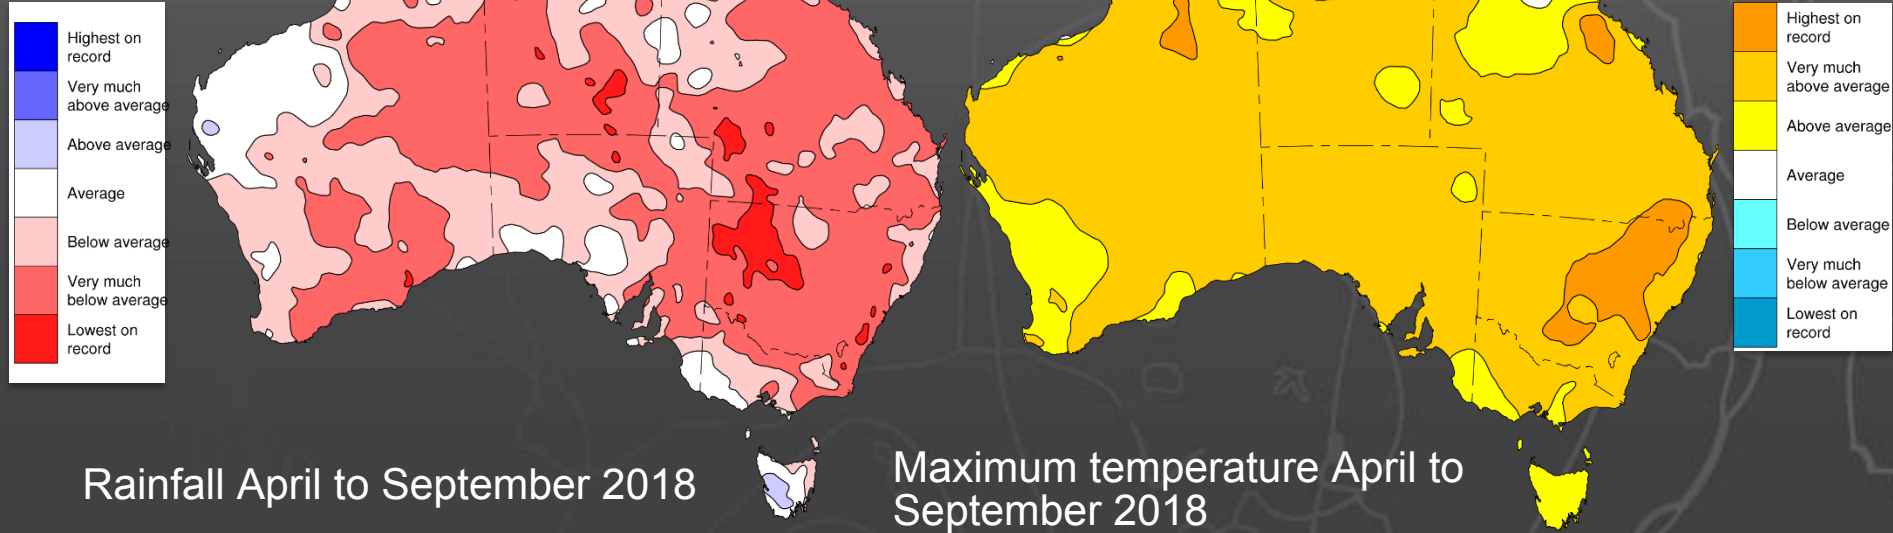 Highest on
record
Very much
above average
Above average
Average
Below average
Very much
below average
Lowest on
record
Rainfall April to September 2018
Highest on
record
Very much
above average
Above average
Average
Below average
Very much
below average
Lowest on
record
Maximum temperature April to
September 2018